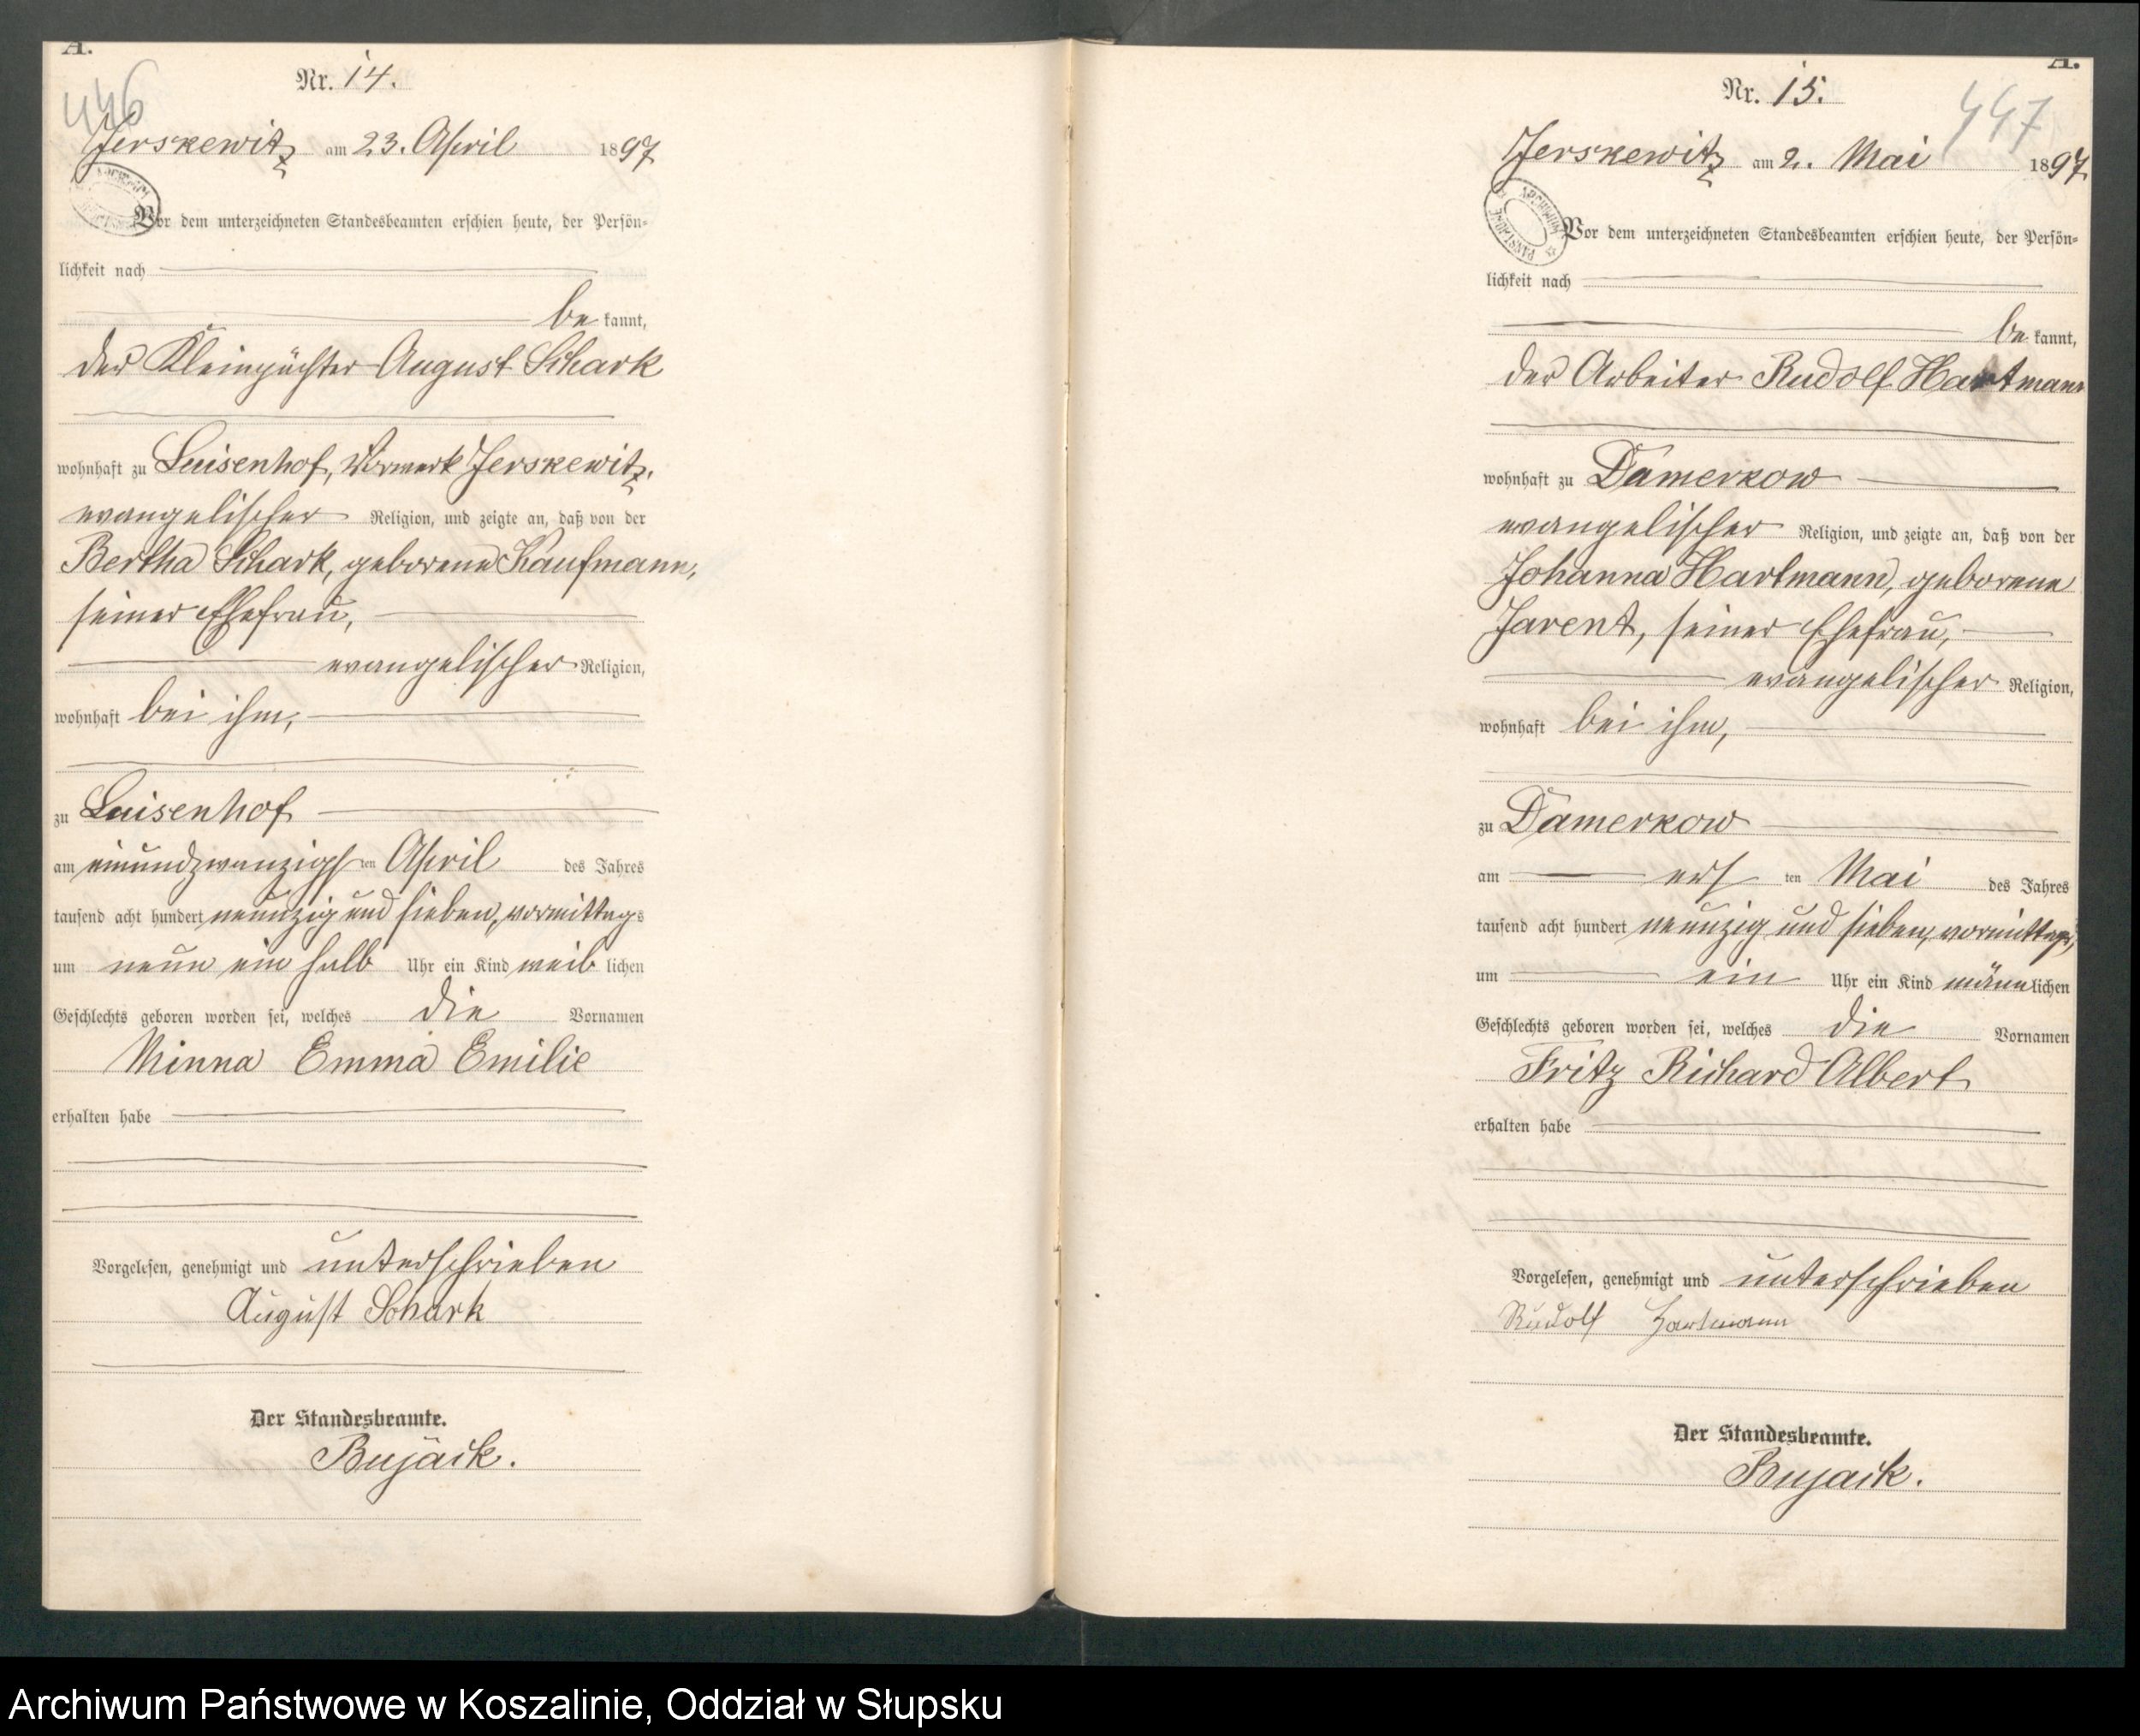 A.
446
Nr. 14.
Jerskewitz am 23. April 1897
Vor dem unterzeichneten Standesbeamten erschien heute, der Persön-
lichkeit nach
be kannt,
der Kleinpächter August Schark
wohnhaft zu Luisenhof, Vorwerk Jerskewitz,
evangelischer Religion, und zeigte an, daß von der
Bertha Schark, geborene Kaufmann,
seiner Ehefrau,
evangelischer Religion,
wohnhaft bei ihm,
zu Luisenhof
am einundzwanzigsten April des Jahres
tausend acht hundert neunzig und sieben, vormittags
um neun ein halb Uhr ein Kind weiblichen
Geschlechts geboren worden sei, welches die Vornamen
Minna Emma Emilie
erhalten habe
Vorgelesen, genehmigt und unterschrieben
August Schark
Der Standesbeamte.
Bujack.
A.
447
Nr. 15.
Jerskewitz am 2. Mai 1897
ARCHIWUM PAŃSTWOWE
Vor dem unterzeichneten Standesbeamten erschien heute, der Persön-
lichkeit nach
be kannt,
der Arbeiter Rudolf Hartmann
wohnhaft zu Damerkow
evangelischer Religion, und zeigte an, daß von der
Johanna Hartmann, geborene
Jarent, seiner Ehefrau,
evangelischer Religion,
wohnhaft bei ihm,
zu Damerkow
am ersten Mai des Jahres
tausend acht hundert neunzig und sieben, vormittags,
um ein Uhr ein Kind männlichen
Geschlechts geboren worden sei, welches die Vornamen
Fritz Richard Albert
erhalten habe
Vorgelesen, genehmigt und unterschrieben
Rudolf Hartmann
Der Standesbeamte.
Bujack.
Archiwum Państwowe w Koszalinie, Oddział w Słupsku